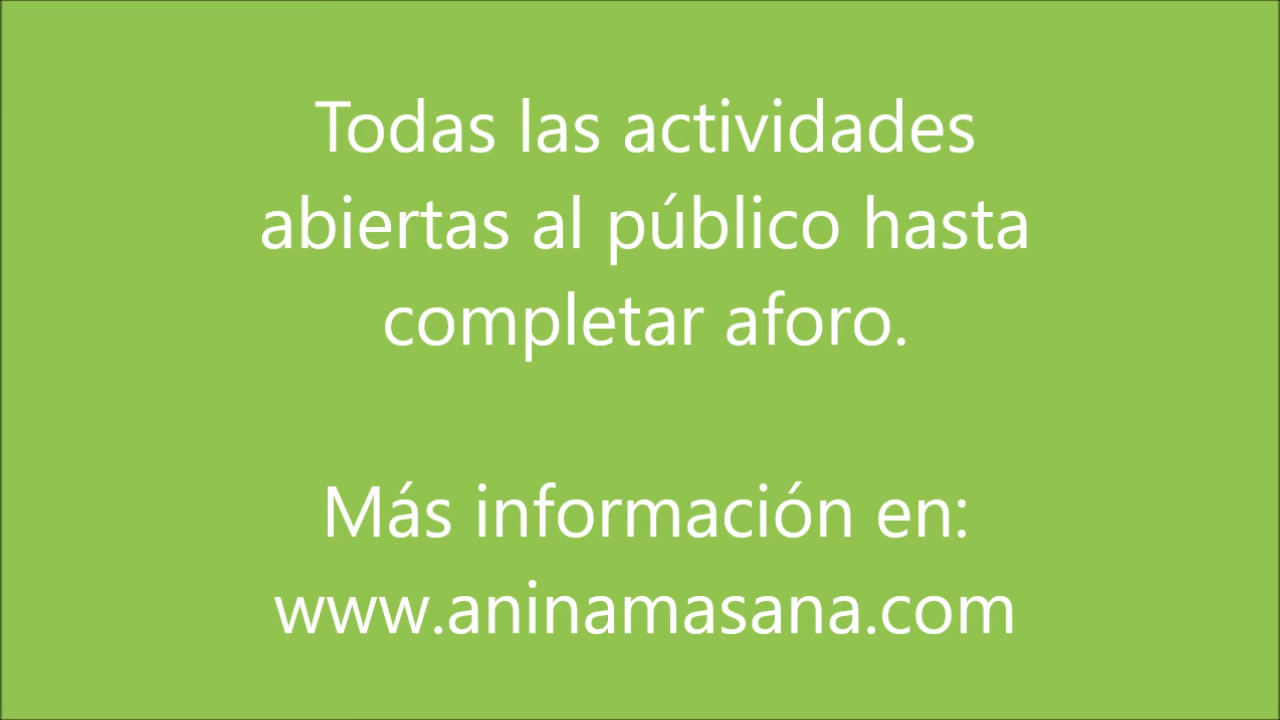 Todas las actividades
abiertas al público hasta
completar aforo.
Más información en:
www.aninamasana.com